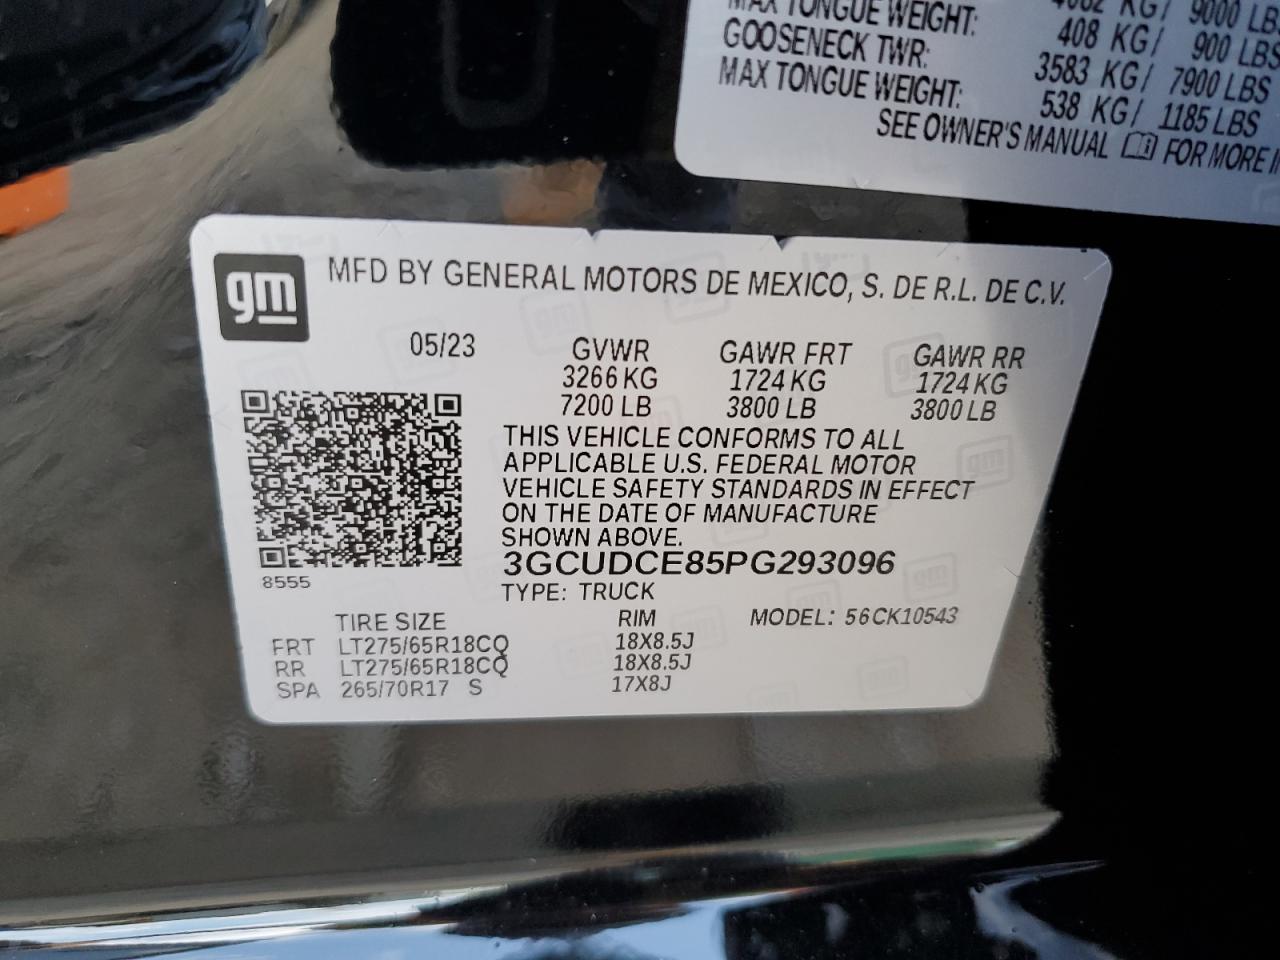 MAX TONGUE WEIGHT: 408 KG/ 900 LBS
GOOSENECK TWR: 3583 KG/ 7900 LBS
MAX TONGUE WEIGHT: 538 KG/ 1185 LBS
SEE OWNER'S MANUAL FOR MORE
gm
MFD BY GENERAL MOTORS DE MEXICO, S. DE R.L. DE C.V.
05/23 GVWR GAWR FRT GAWR RR
3266 KG 1724 KG 1724 KG
7200 LB 3800 LB 3800 LB
THIS VEHICLE CONFORMS TO ALL
APPLICABLE U.S. FEDERAL MOTOR
VEHICLE SAFETY STANDARDS IN EFFECT
ON THE DATE OF MANUFACTURE
SHOWN ABOVE.
3GCUDCE85PG293096
8555
TYPE: TRUCK
TIRE SIZE RIM MODEL: 56CK10543
FRT LT275/65R18CQ 18X8.5J
RR LT275/65R18CQ 18X8.5J
SPA 265/70R17 S 17X8J